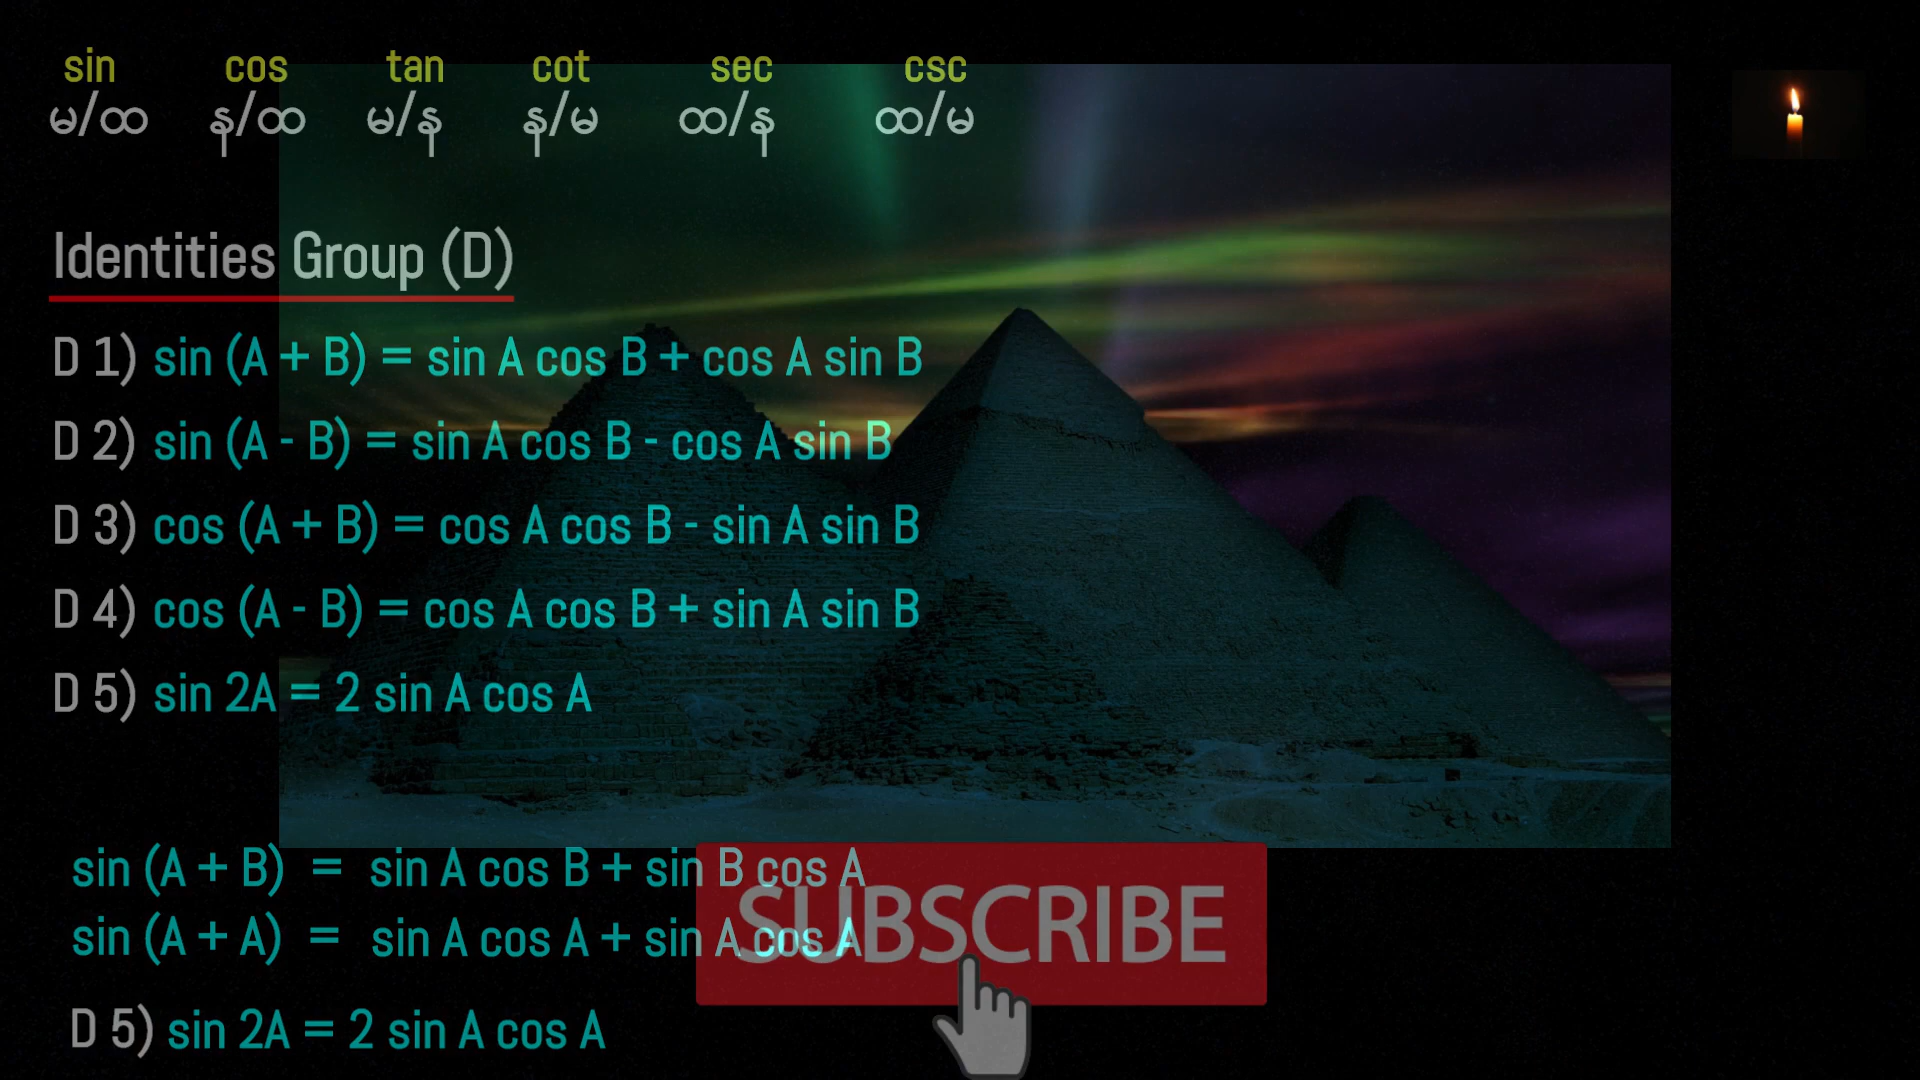 sin cos tan cot sec csc
မ/ထ န/ထ မ/န န/မ ထ/န ထ/မ
Identities Group (D)
D 1) sin (A + B) = sin A cos B + cos A sin B
D 2) sin (A - B) = sin A cos B - cos A sin B
D 3) cos (A + B) = cos A cos B - sin A sin B
D 4) cos (A - B) = cos A cos B + sin A sin B
D 5) sin 2A = 2 sin A cos A
sin (A + B) = sin A cos B + sin B cos A
sin (A + A) = sin A cos A + sin A cos A
SUBSCRIBE
D 5) sin 2A = 2 sin A cos A